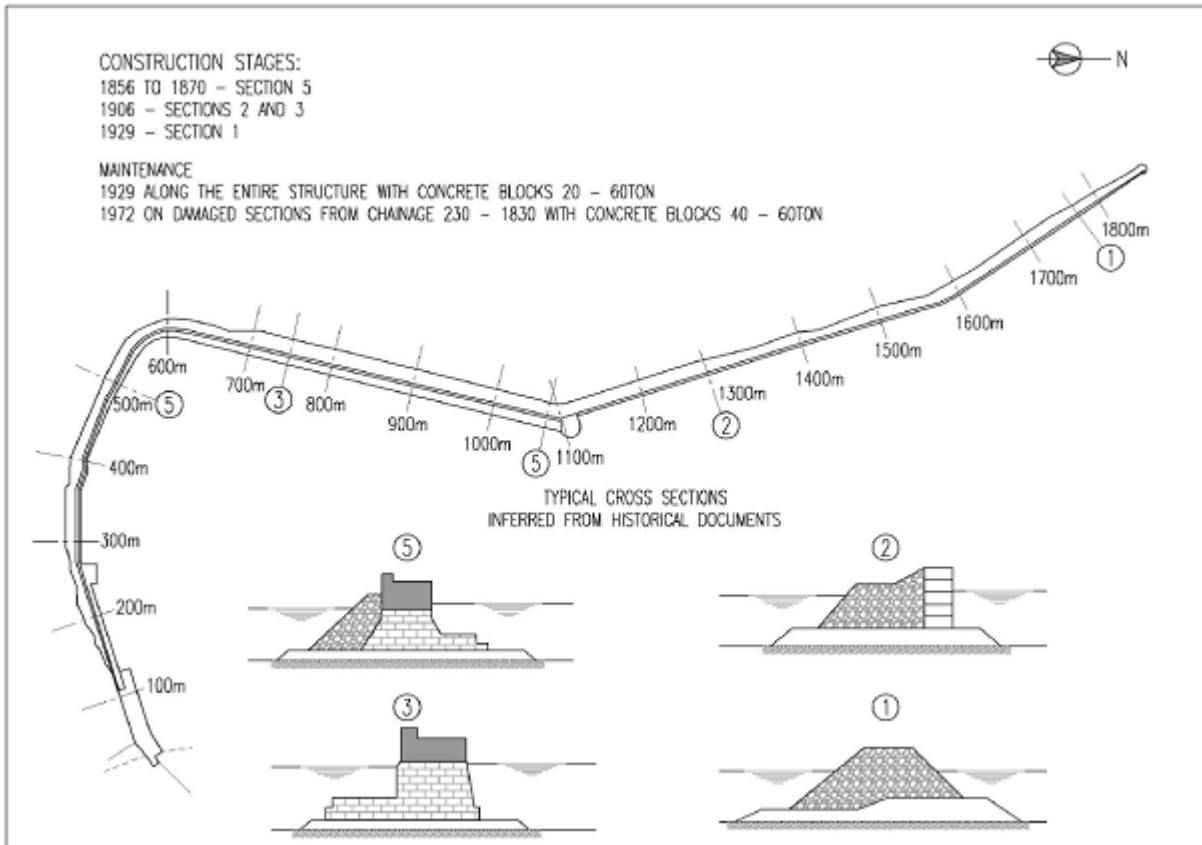 CONSTRUCTION STAGES:
1856 TO 1870 – SECTION 5
1906 – SECTIONS 2 AND 3
1929 – SECTION 1
N
MAINTENANCE
1929 ALONG THE ENTIRE STRUCTURE WITH CONCRETE BLOCKS 20 – 60TON
1972 ON DAMAGED SECTIONS FROM CHAINAGE 230 – 1830 WITH CONCRETE BLOCKS 40 – 60TON
1800m
1
1700m
1600m
1500m
1400m
1300m
2
1200m
1100m
5
1000m
900m
800m
3
700m
600m
500m
5
400m
300m
200m
100m
TYPICAL CROSS SECTIONS
INFERRED FROM HISTORICAL DOCUMENTS
5
2
3
1